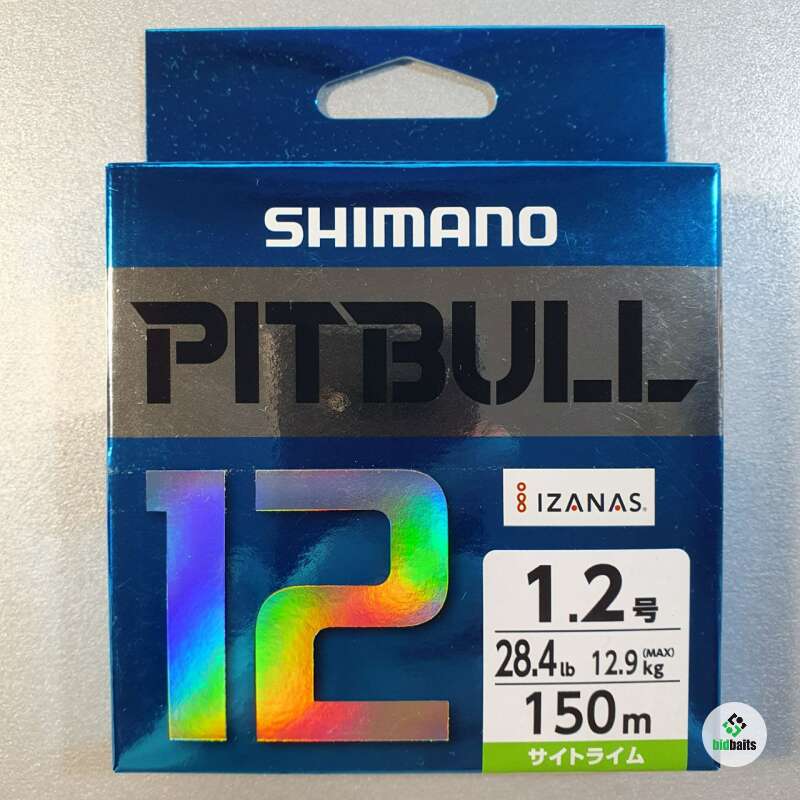 SHIMANO
PITBULL
12
IZANAS®
1.2号
28.4lb 12.9kg (MAX)
150m
サイトライム
bidbaits